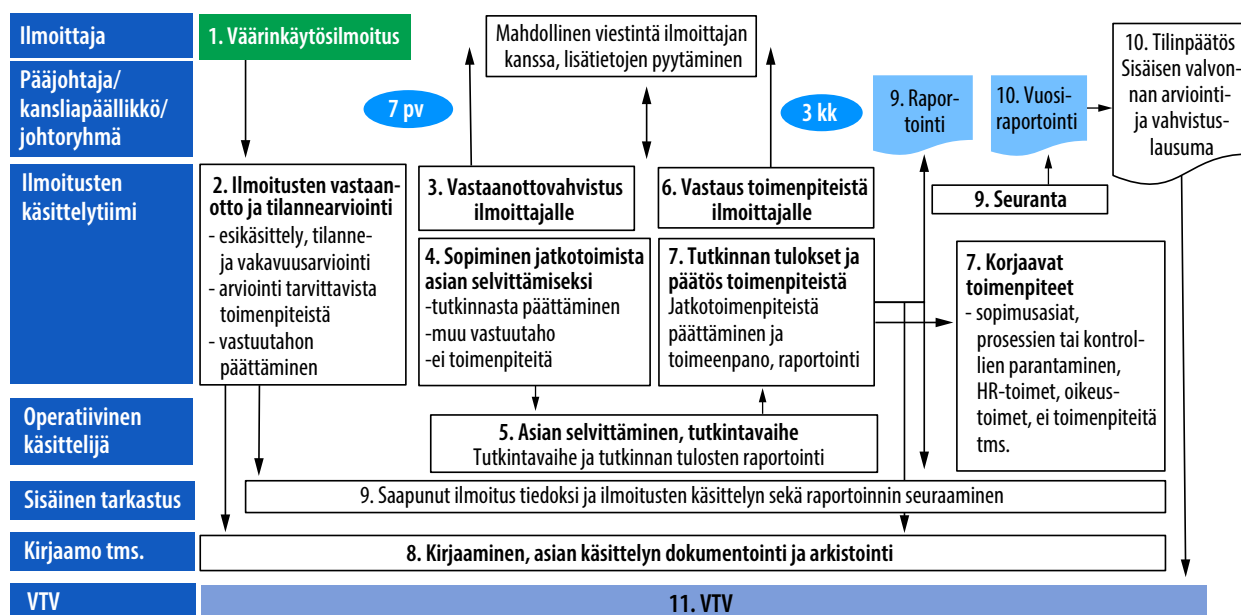 Ilmoittaja
1. Väärinkäytösilmoitus
Mahdollinen viestintä ilmoittajan
kanssa, lisätietojen pyytäminen
10. Tilinpäätös
Sisäisen valvon-
nan arviointi-
ja vahvistus-
lausuma
Pääjohtaja/
kansliapäällikkö/
johtoryhmä
7 pv
3 kk
9. Rapor-
tointi
10. Vuosi-
raportointi
Ilmoitusten
käsittelytiimi
2. Ilmoitusten vastaan-
otto ja tilannearviointi
- esikäsittely, tilanne-
ja vakavuusarviointi
- arviointi tarvittavista
toimenpiteistä
- vastuutahon
päättäminen
3. Vastaanottovahvistus
ilmoittajalle
6. Vastaus toimenpiteistä
ilmoittajalle
9. Seuranta
4. Sopiminen jatkotoimista
asian selvittämiseksi
-tutkinnasta päättäminen
-muu vastuutaho
-ei toimenpiteitä
7. Tutkinnan tulokset ja
päätös toimenpiteistä
Jatkotoimenpiteistä
päättäminen ja
toimeenpano, raportointi
7. Korjaavat
toimenpiteet
- sopimusasiat,
prosessien tai kontrol-
lien parantaminen,
HR-toimet, oikeus-
toimet, ei toimenpiteitä
tms.
Operatiivinen
käsittelijä
5. Asian selvittäminen, tutkintavaihe
Tutkintavaihe ja tutkinnan tulosten raportointi
Sisäinen tarkastus
9. Saapunut ilmoitus tiedoksi ja ilmoitusten käsittelyn sekä raportoinnin seuraaminen
Kirjaamo tms.
8. Kirjaaminen, asian käsittelyn dokumentointi ja arkistointi
VTV
11. VTV